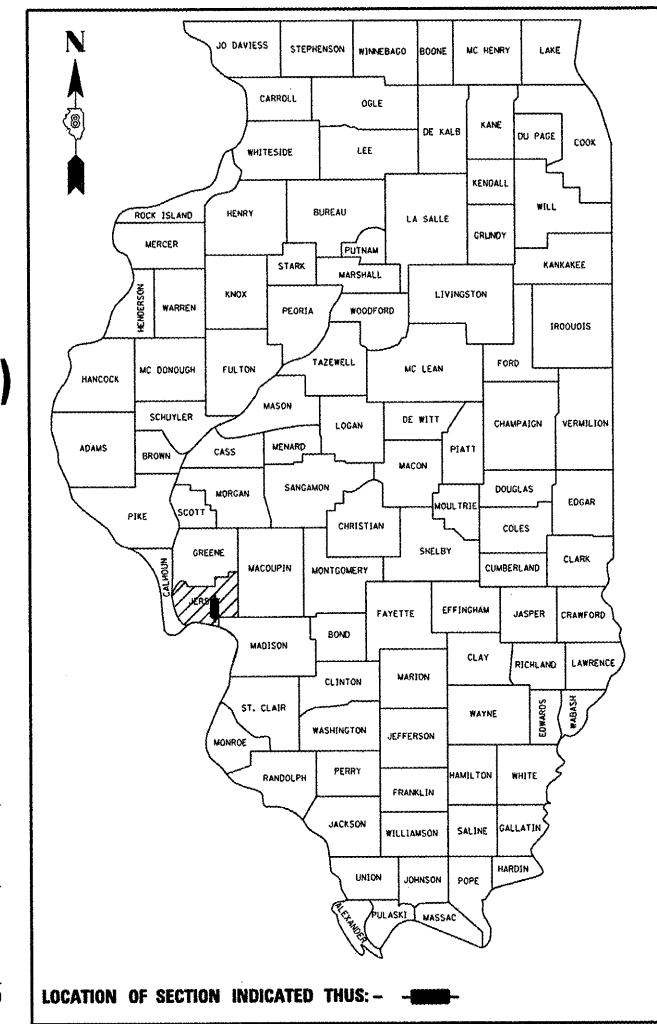 N
JO DAVIESS STEPHENSON WINNEBAGO BOONE MC HENRY LAKE
CARROLL OGLE DE KALB KANE DU PAGE COOK
WHITESIDE LEE
KENDALL WILL
ROCK ISLAND HENRY BUREAU LA SALLE GRUNDY
MERCER PUTNAM
STARK MARSHALL KANKAKEE
HENDERSON WARREN KNOX PEORIA WOODFORD LIVINGSTON
IROQUOIS
HANCOCK MC DONOUGH FULTON TAZEWELL MC LEAN FORD
MASON
SCHUYLER LOGAN DE WITT CHAMPAIGN VERMILION
ADAMS BROWN CASS MENARD MACON PIATT
MORGAN SANGAMON DOUGLAS EDGAR
PIKE SCOTT CHRISTIAN MOULTRIE
COLES
CALHOUN GREENE MACOUPIN MONTGOMERY SHELBY CUMBERLAND CLARK
FAYETTE EFFINGHAM JASPER CRAWFORD
MADISON BOND
CLAY RICHLAND LAWRENCE
CLINTON MARION
ST. CLAIR WAYNE EDWARDS WABASH
WASHINGTON JEFFERSON
MONROE
RANDOLPH PERRY HAMILTON WHITE
FRANKLIN
JACKSON WILLIAMSON SALINE GALLATIN
UNION JOHNSON POPE HARDIN
ALEXANDER PULASKI MASSAC
LOCATION OF SECTION INDICATED THUS: -